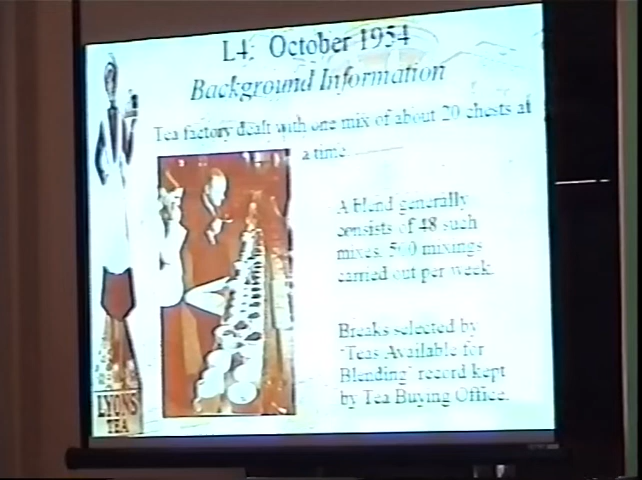 L4: October 1954
Background Information
Tea factory dealt with one mix of about 20 chests at
a time.
A blend generally
consists of 48 such
mixes. 500 mixings
carried out per week.
Breaks selected by
'Teas Available for
Blending' record kept
by Tea Buying Office.
LYONS
TEA